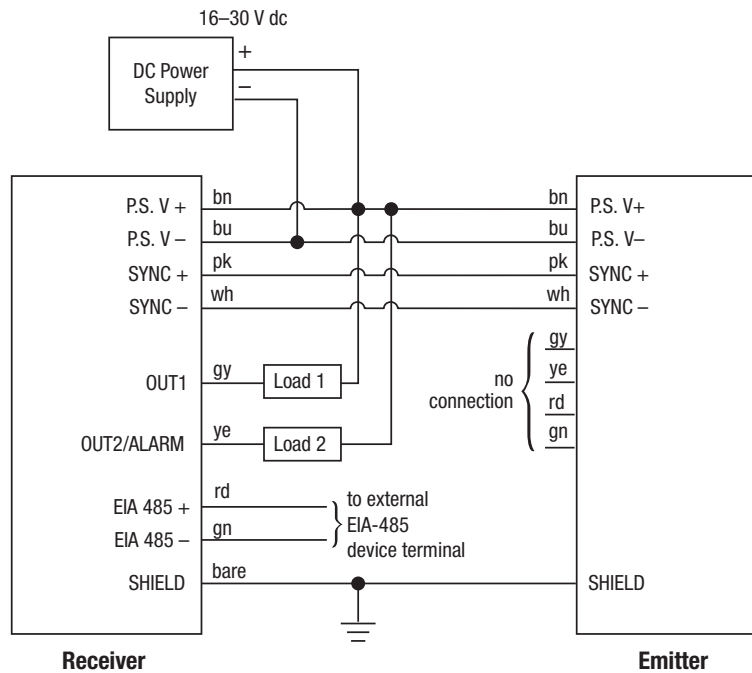 16–30 V dc
DC Power
Supply
+
–
P.S. V +
bn
bn
P.S. V+
P.S. V –
bu
bu
P.S. V–
SYNC +
pk
pk
SYNC +
SYNC –
wh
wh
SYNC –
OUT1
gy
Load 1
OUT2/ALARM
ye
Load 2
no
connection
gy
ye
rd
gn
EIA 485 +
rd
EIA 485 –
gn
to external
EIA-485
device terminal
SHIELD
bare
SHIELD
Receiver
Emitter